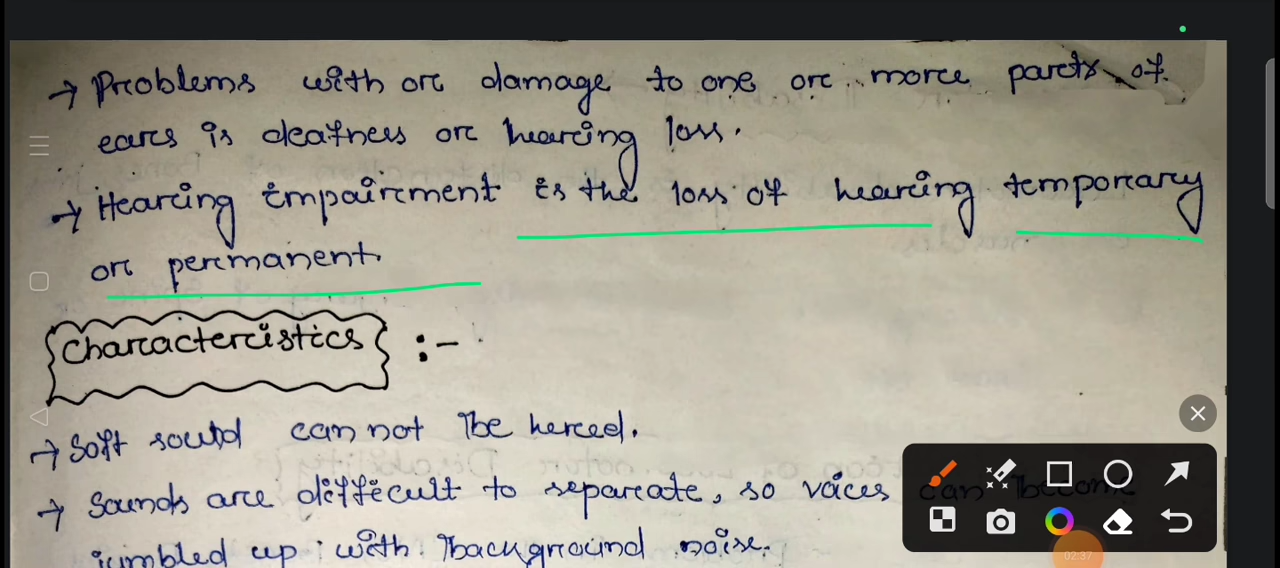 → Problems with or damage to one or more parts of
ears is deafness or hearing loss.
→ Hearing impairment is the loss of hearing temporary
or permanent.
Characteristics :-
→ Soft sound can not be hered.
→ Sounds are difficult to separate, so voices can become
jumbled up with background noise.
02:37